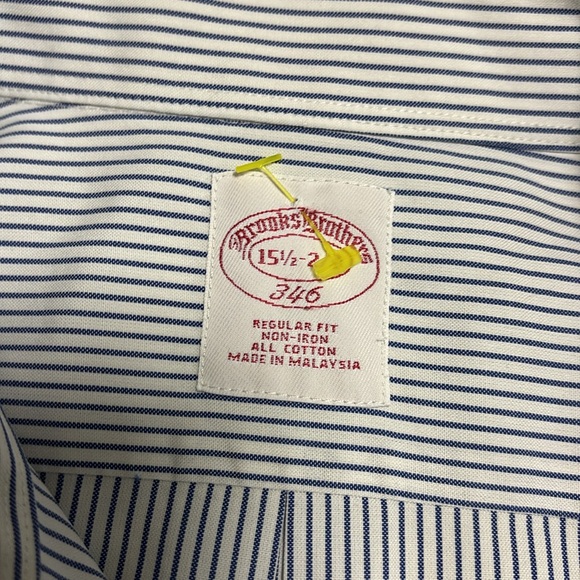 Brooks Brothers
15½-2
346
REGULAR FIT
NON-IRON
ALL COTTON
MADE IN MALAYSIA